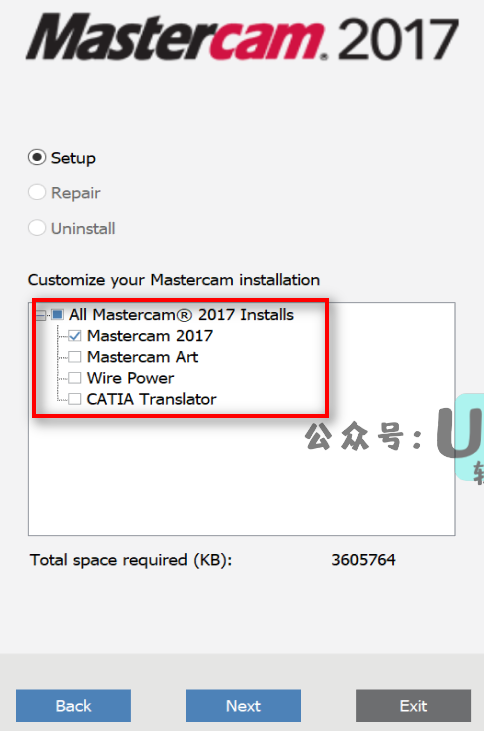 Mastercam. 2017
Setup
Repair
Uninstall
Customize your Mastercam installation
All Mastercam® 2017 Installs
Mastercam 2017
Mastercam Art
Wire Power
CATIA Translator
公众号: U
Total space required (KB): 3605764
Back Next Exit